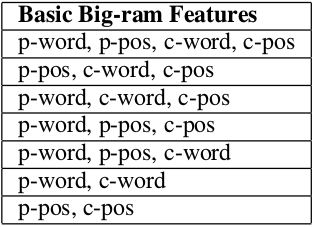 Basic Big-ram Features
p-word, p-pos, c-word, c-pos
p-pos, c-word, c-pos
p-word, c-word, c-pos
p-word, p-pos, c-pos
p-word, p-pos, c-word
p-word, c-word
p-pos, c-pos